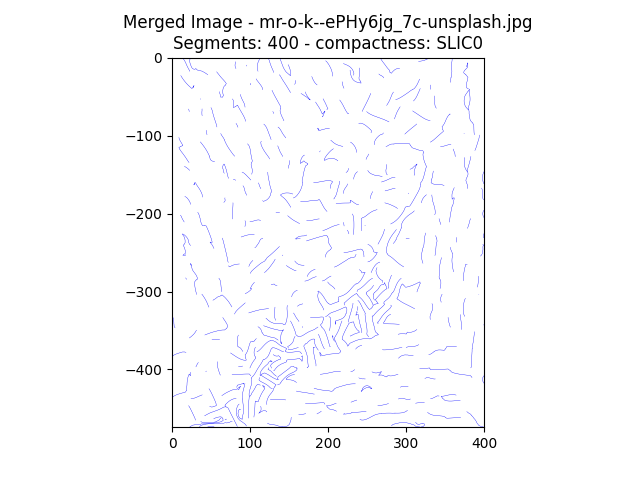 Merged Image - mr-o-k--ePHy6jg_7c-unsplash.jpg
Segments: 400 - compactness: SLIC0
0
−100
−200
−300
−400
0 100 200 300 400